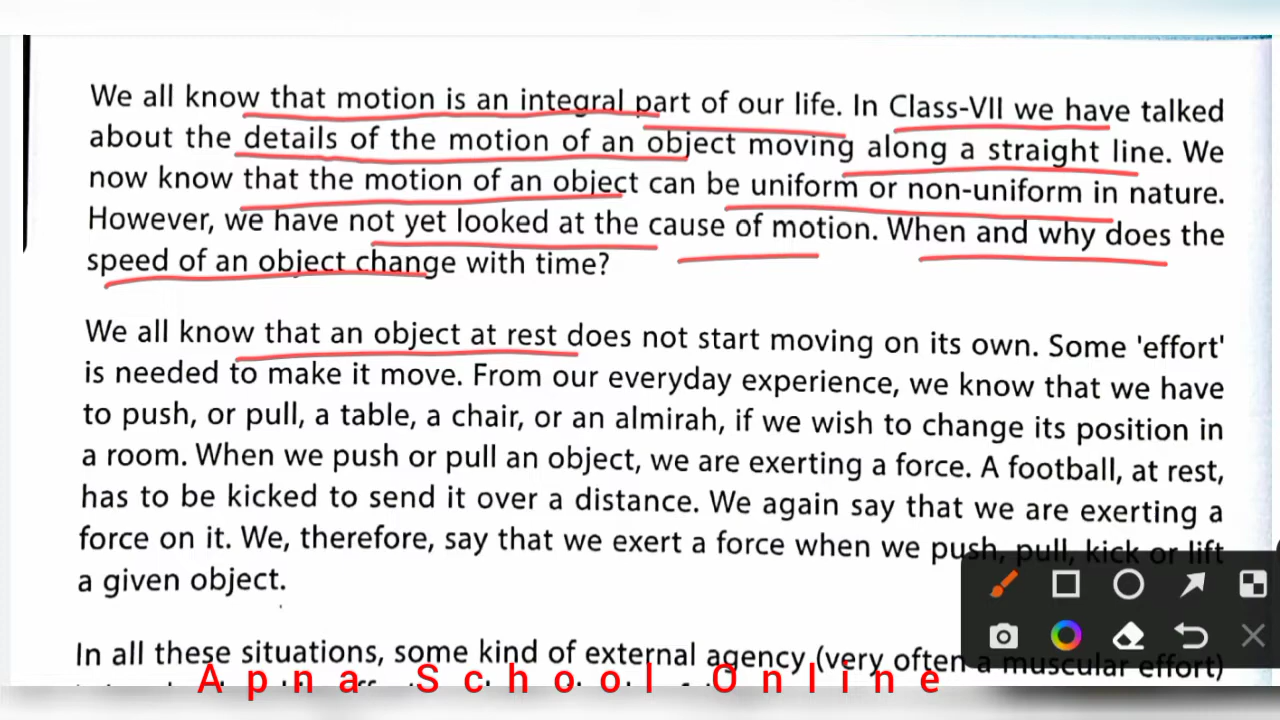 We all know that motion is an integral part of our life. In Class-VII we have talked
about the details of the motion of an object moving along a straight line. We
now know that the motion of an object can be uniform or non-uniform in nature.
However, we have not yet looked at the cause of motion. When and why does the
speed of an object change with time?
We all know that an object at rest does not start moving on its own. Some 'effort'
is needed to make it move. From our everyday experience, we know that we have
to push, or pull, a table, a chair, or an almirah, if we wish to change its position in
a room. When we push or pull an object, we are exerting a force. A football, at rest,
has to be kicked to send it over a distance. We again say that we are exerting a
force on it. We, therefore, say that we exert a force when we push, pull, kick or lift
a given object.
In all these situations, some kind of external agency (very often a muscular effort)
Apna School Online